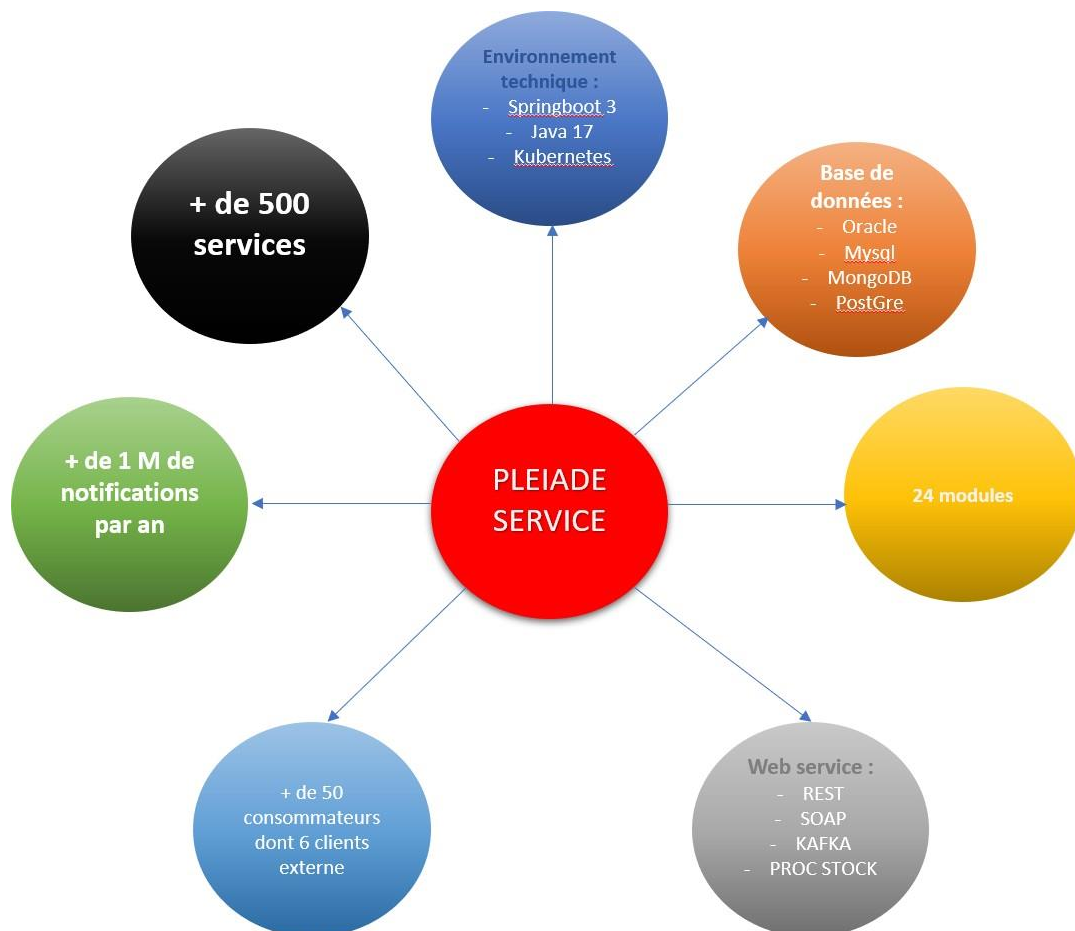 Environnement
technique :
- Springboot 3
- Java 17
- Kubernetes
+ de 500
services
Base de
données :
- Oracle
- Mysql
- MongoDB
- PostGre
+ de 1 M de
notifications
par an
PLEIADE
SERVICE
24 modules
+ de 50
consommateurs
dont 6 clients
externe
Web service :
- REST
- SOAP
- KAFKA
- PROC STOCK